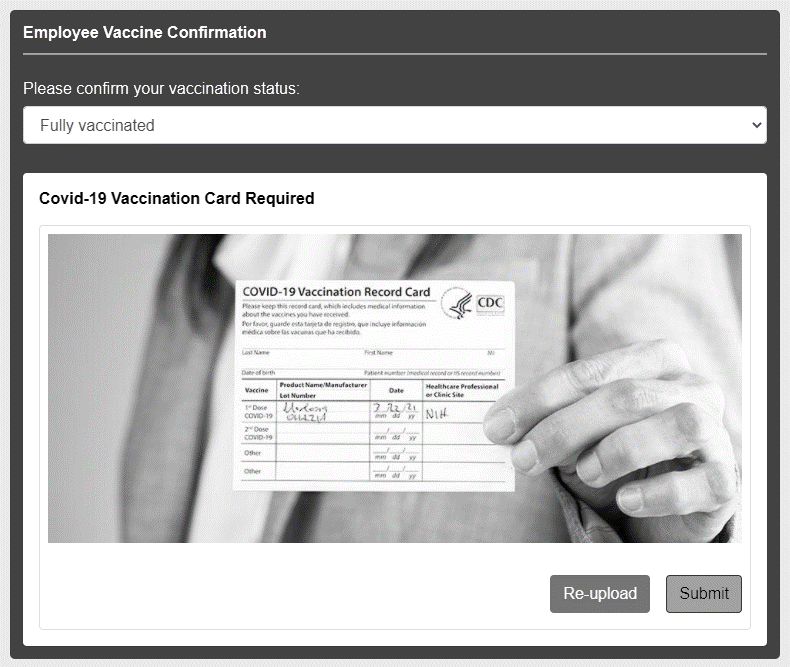 Employee Vaccine Confirmation
Please confirm your vaccination status:
Fully vaccinated
Covid-19 Vaccination Card Required
COVID-19 Vaccination Record Card
CDC
Please keep this record card, which includes medical information
about the vaccines you have received.
Por favor, guarde esta tarjeta de registro, que incluye información
médica sobre las vacunas que ha recibido.
Last Name First Name MI
Date of birth Patient number (medical record or IIS record number)
Vaccine Product Name/Manufacturer Date Healthcare Professional
Lot Number or Clinic Site
1st Dose
COVID-19 mm dd yy NIH
2nd Dose
COVID-19 mm dd yy
Other
mm dd yy
Other
mm dd yy
Re-upload Submit